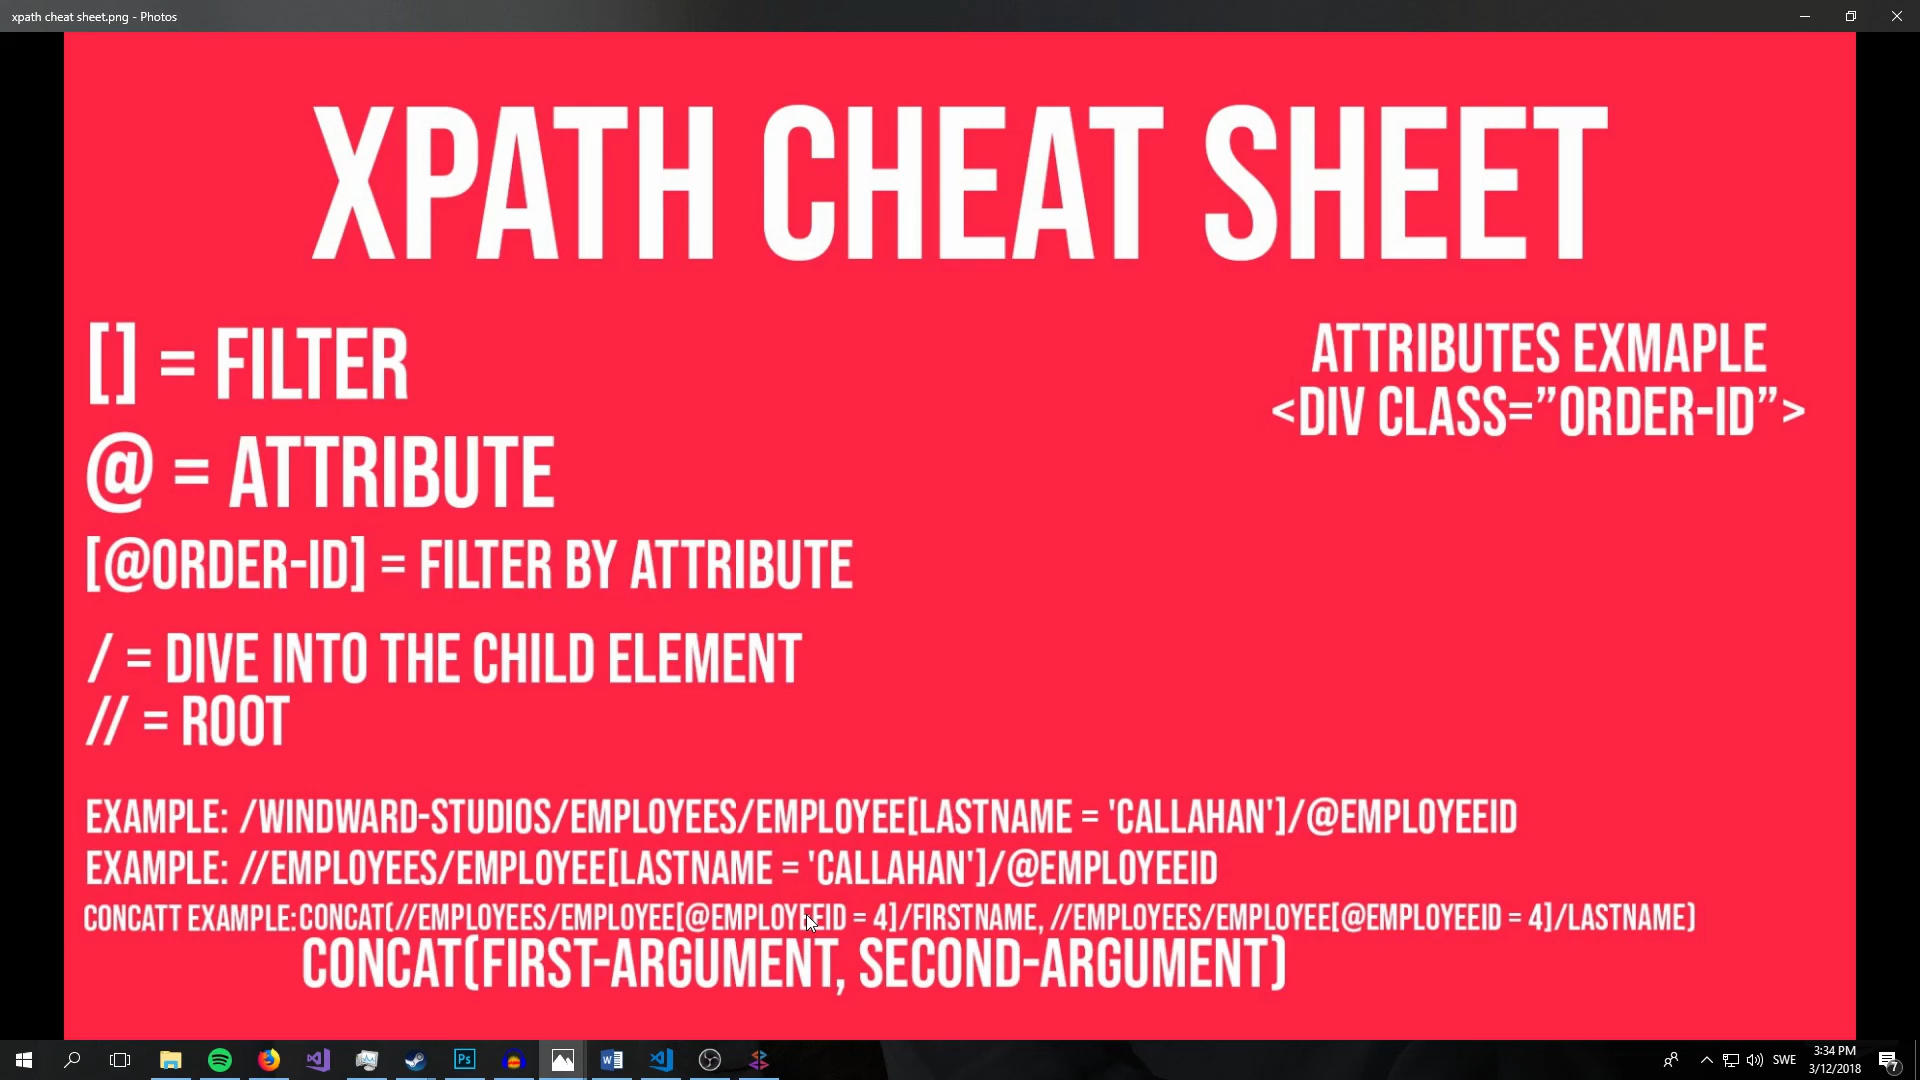 xpath cheat sheet.png - Photos
XPATH CHEAT SHEET
[] = FILTER
ATTRIBUTES EXMAPLE
<DIV CLASS=”ORDER-ID”>
@ = ATTRIBUTE
[@ORDER-ID] = FILTER BY ATTRIBUTE
/ = DIVE INTO THE CHILD ELEMENT
// = ROOT
EXAMPLE: /WINDWARD-STUDIOS/EMPLOYEES/EMPLOYEE[LASTNAME = 'CALLAHAN']/@EMPLOYEEID
EXAMPLE: //EMPLOYEES/EMPLOYEE[LASTNAME = 'CALLAHAN']/@EMPLOYEEID
CONCATT EXAMPLE:CONCAT(//EMPLOYEES/EMPLOYEE[@EMPLOYEEID = 4]/FIRSTNAME, //EMPLOYEES/EMPLOYEE[@EMPLOYEEID = 4]/LASTNAME)
CONCAT(FIRST-ARGUMENT, SECOND-ARGUMENT)
Ps
SWE
3:34 PM
3/12/2018
7